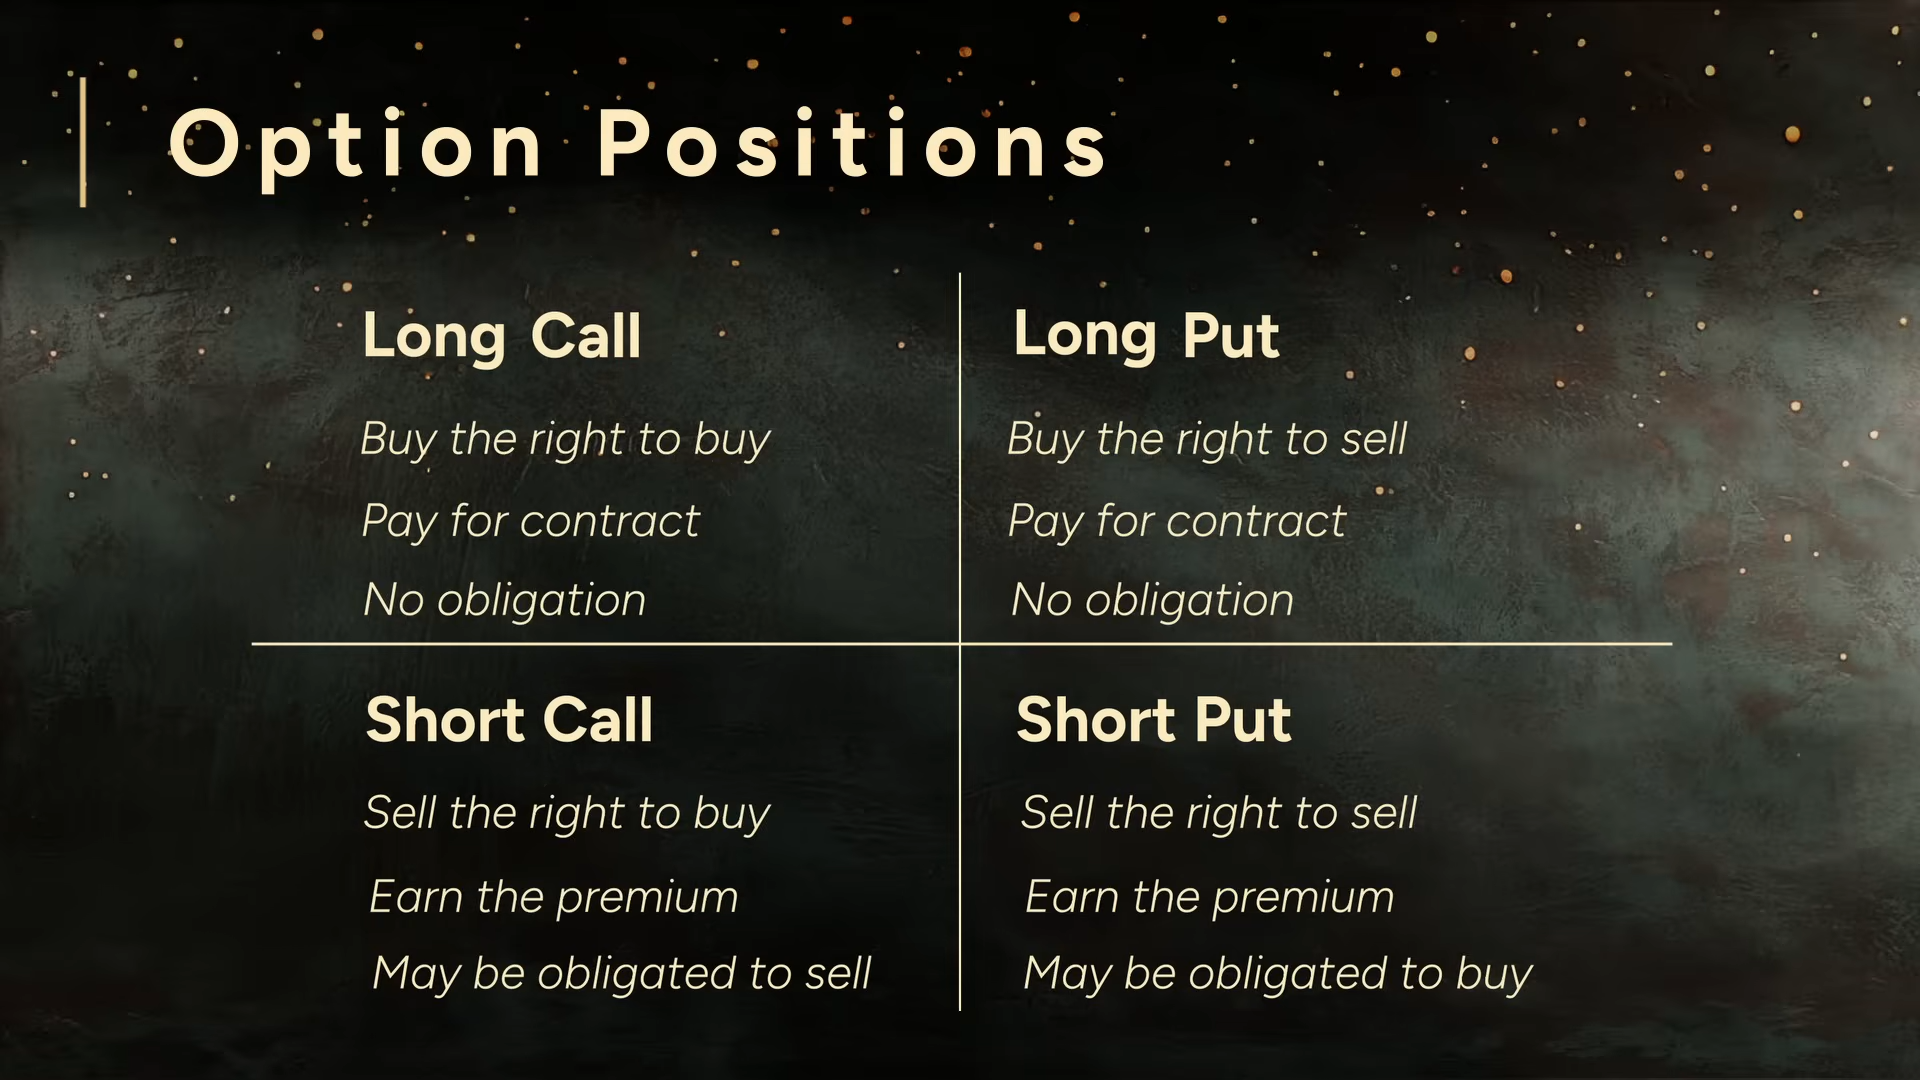 Option Positions
Long Call
Buy the right to buy
Pay for contract
No obligation
Long Put
Buy the right to sell
Pay for contract
No obligation
Short Call
Sell the right to buy
Earn the premium
May be obligated to sell
Short Put
Sell the right to sell
Earn the premium
May be obligated to buy